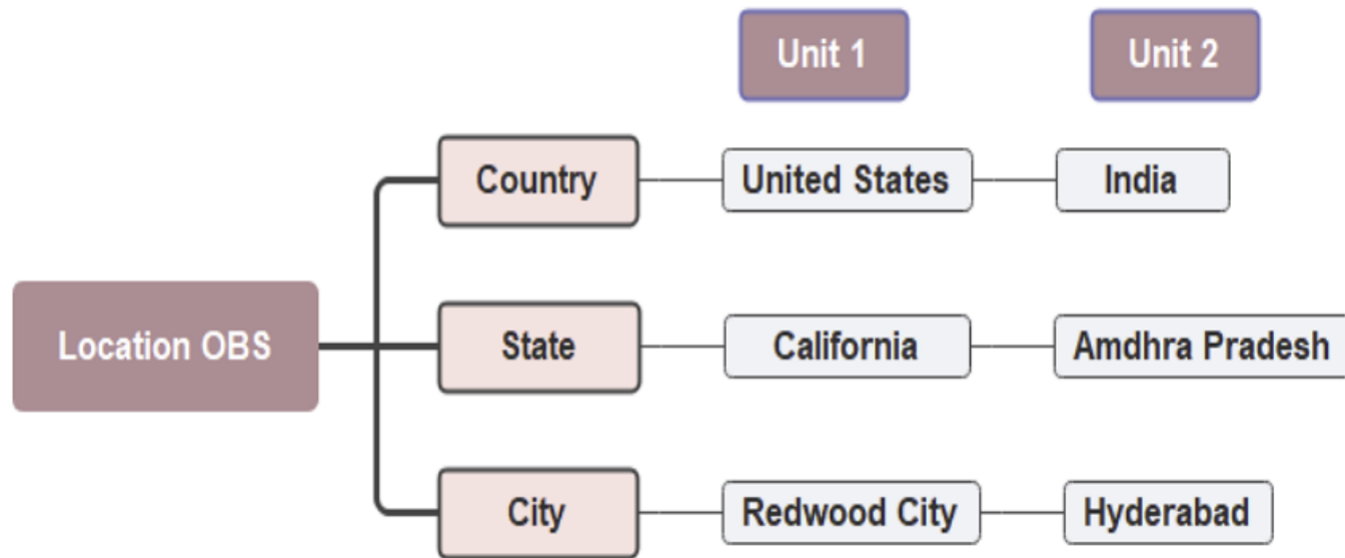 Unit 1
Unit 2
Country
United States
India
Location OBS
State
California
Amdhra Pradesh
City
Redwood City
Hyderabad